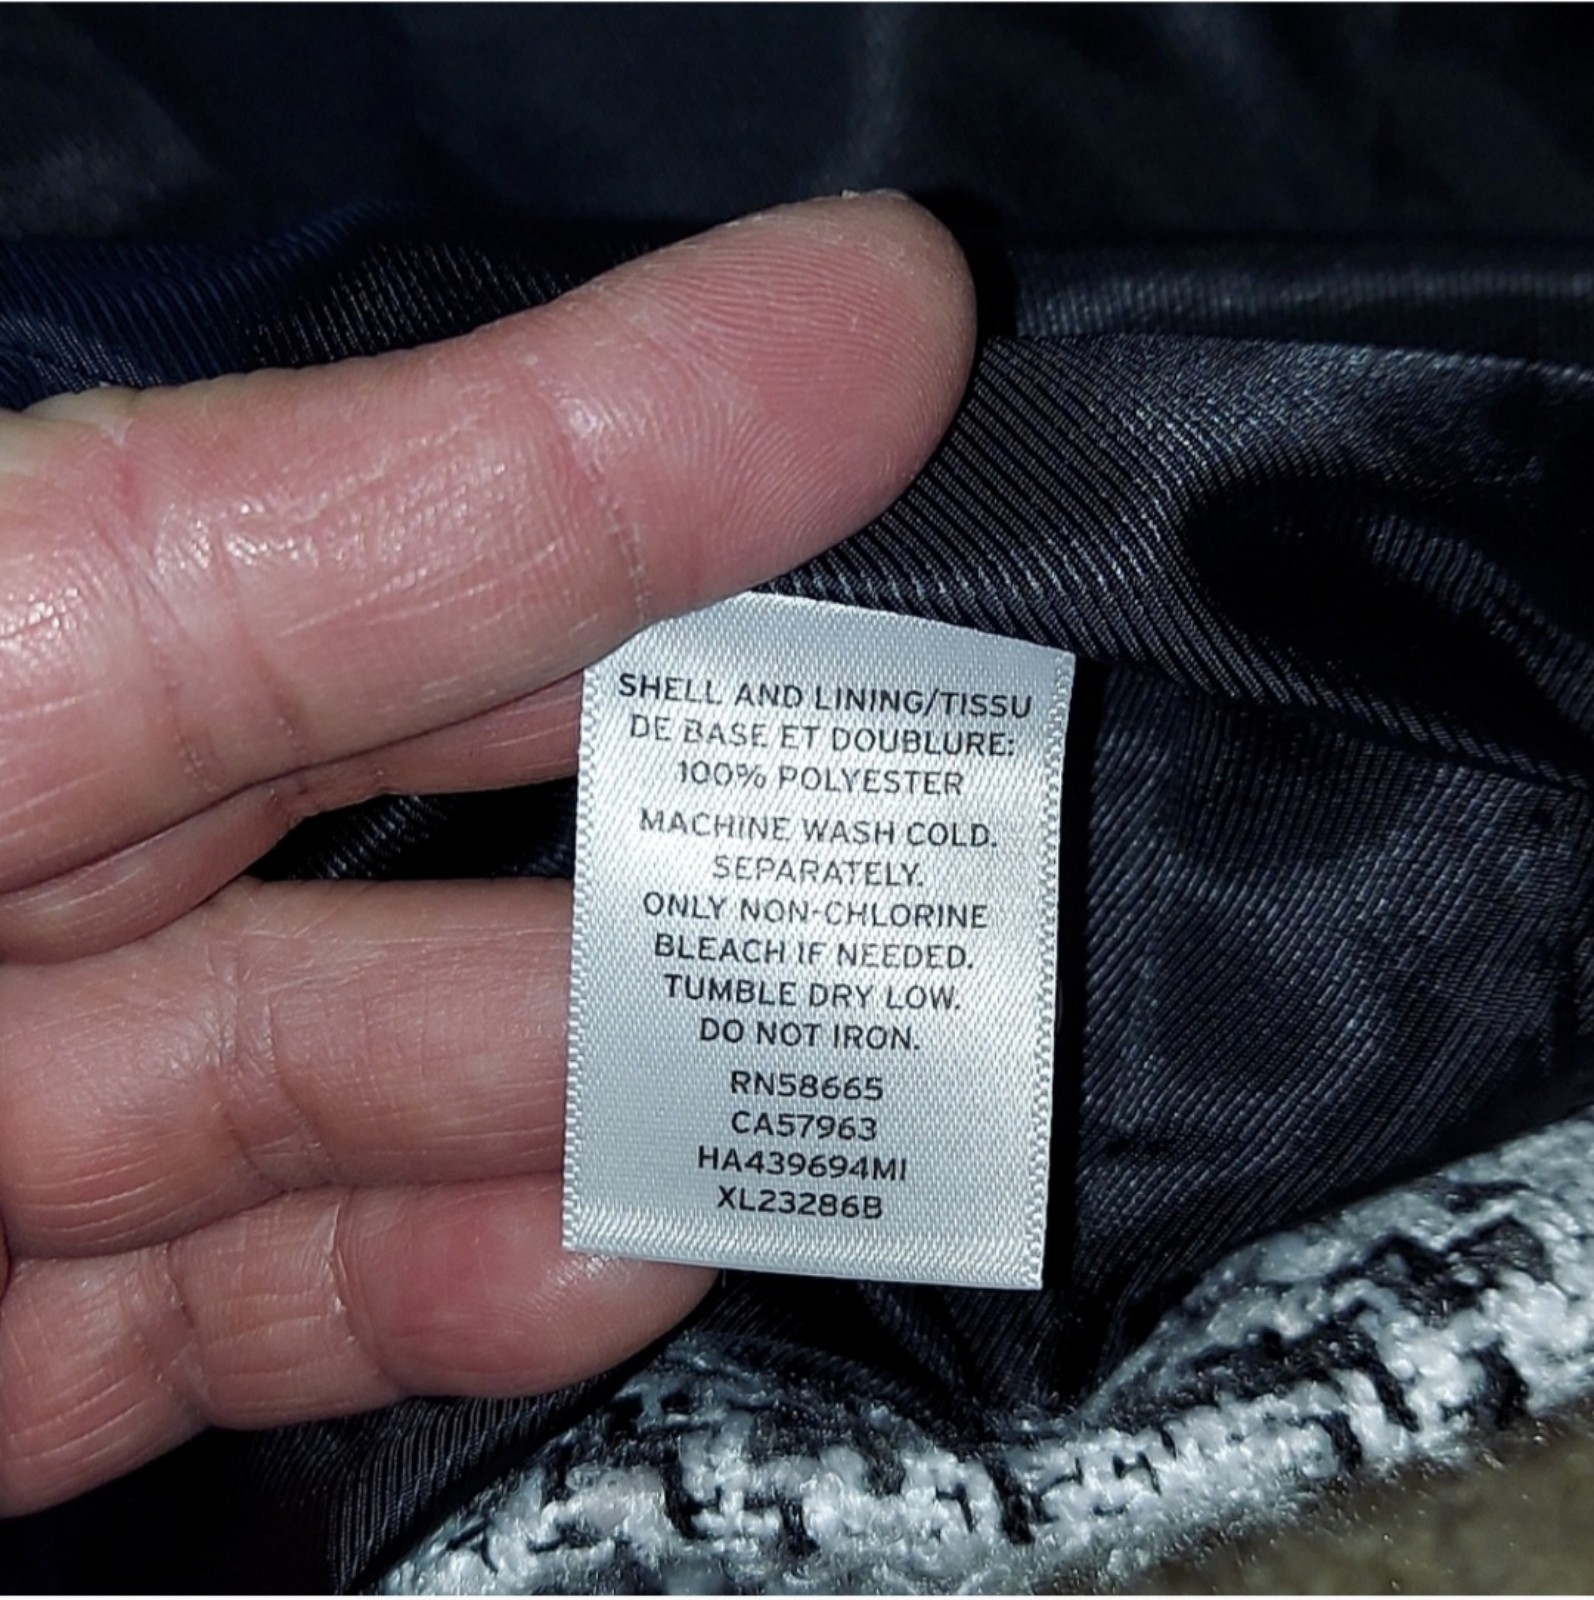 SHELL AND LINING/TISSU
DE BASE ET DOUBLURE:
100% POLYESTER
MACHINE WASH COLD.
SEPARATELY.
ONLY NON-CHLORINE
BLEACH IF NEEDED.
TUMBLE DRY LOW.
DO NOT IRON.
RN58665
CA57963
HA439694MI
XL23286B